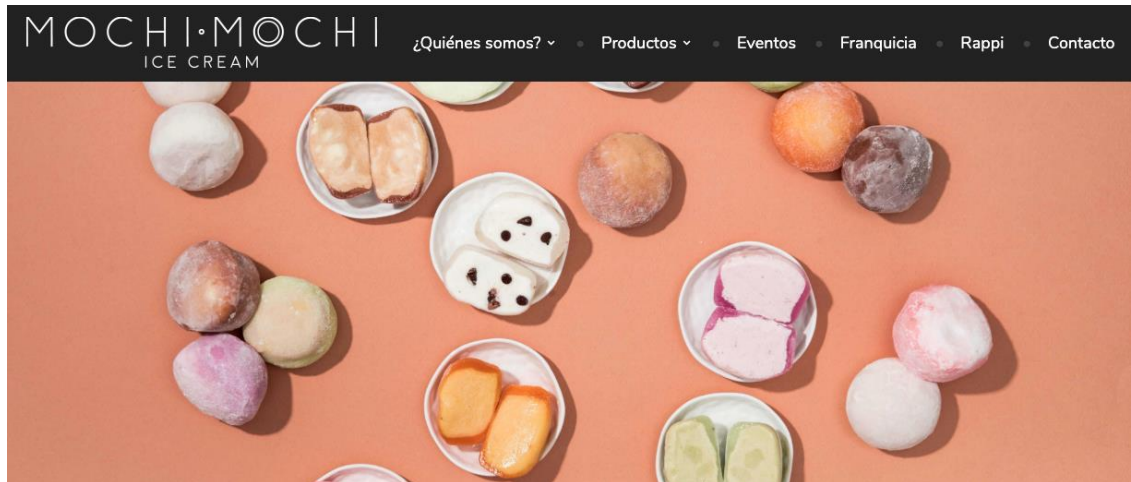 MOCHI·MOCHI
ICE CREAM
¿Quiénes somos? Productos Eventos Franquicia Rappi Contacto